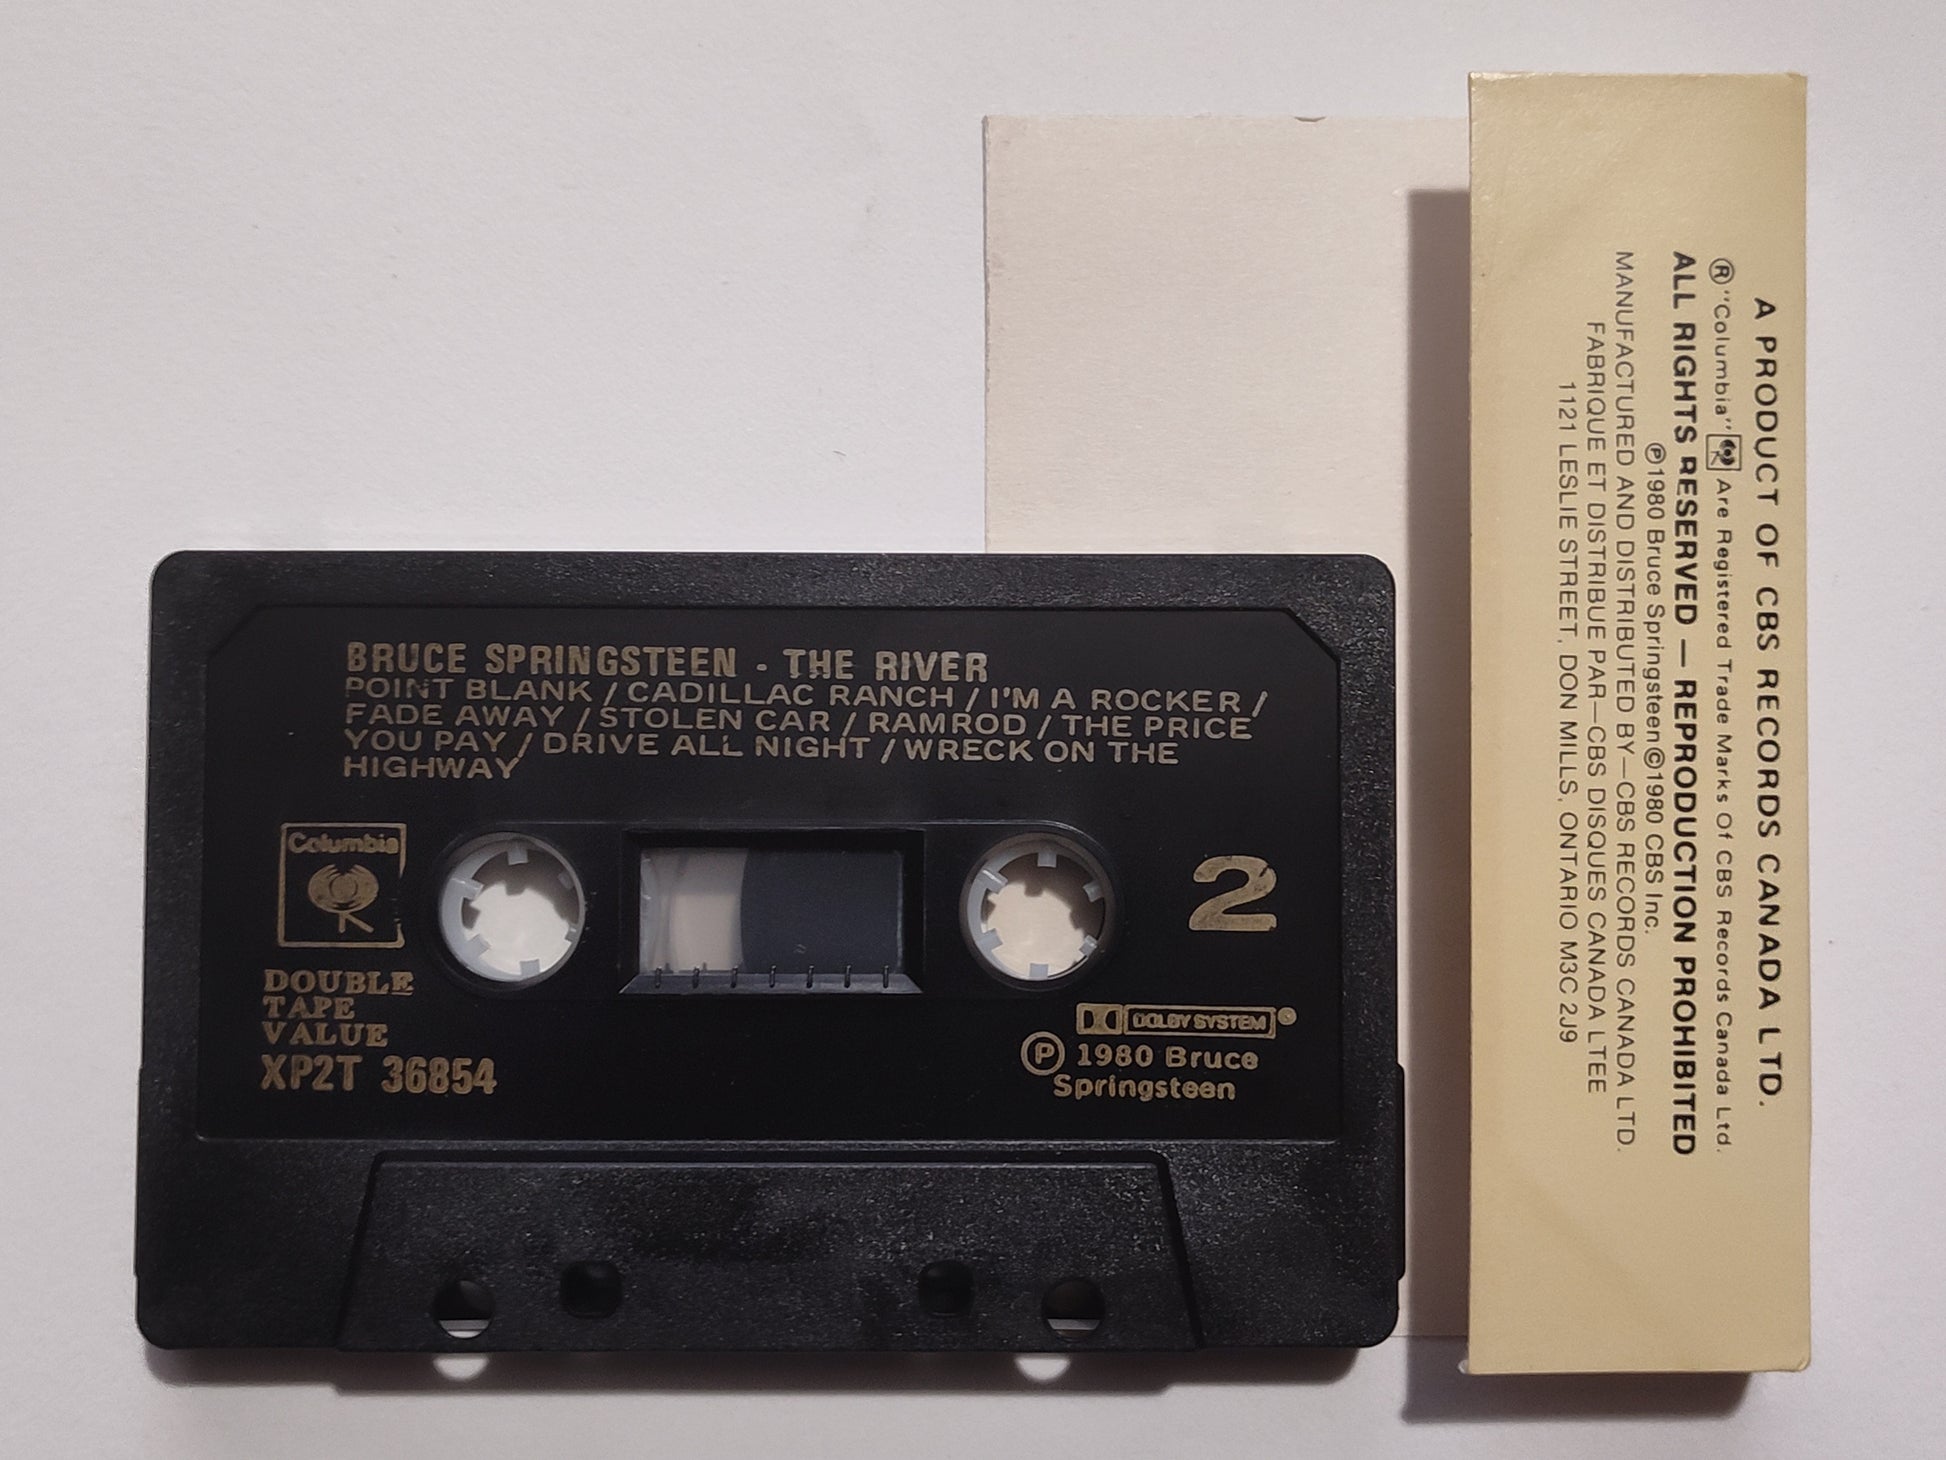 BRUCE SPRINGSTEEN - THE RIVER
POINT BLANK / CADILLAC RANCH / I'M A ROCKER /
FADE AWAY / STOLEN CAR / RAMROD / THE PRICE
YOU PAY / DRIVE ALL NIGHT / WRECK ON THE
HIGHWAY
Columbia
2
DOUBLE
TAPE
VALUE
XP2T 36854
DOLBY SYSTEM®
Ⓟ 1980 Bruce
Springsteen
A PRODUCT OF CBS RECORDS CANADA LTD.
® "Columbia" Are Registered Trade Marks Of CBS Records Canada Ltd.
ALL RIGHTS RESERVED — REPRODUCTION PROHIBITED
Ⓟ1980 Bruce Springsteen©1980 CBS Inc.
MANUFACTURED AND DISTRIBUTED BY—CBS RECORDS CANADA LTD.
FABRIQUE ET DISTRIBUE PAR—CBS DISQUES CANADA LTEE
1121 LESLIE STREET, DON MILLS, ONTARIO M3C 2J9